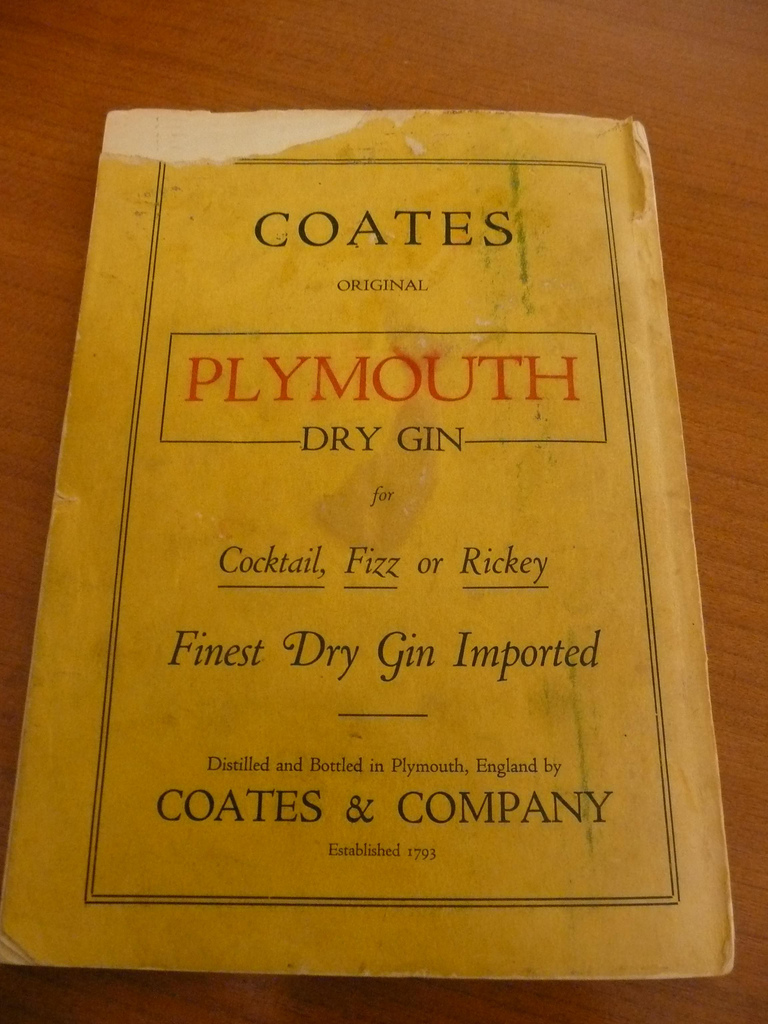 COATES
ORIGINAL
PLYMOUTH
DRY GIN
for
Cocktail, Fizz or Rickey
Finest Dry Gin Imported
Distilled and Bottled in Plymouth, England by
COATES & COMPANY
Established 1793